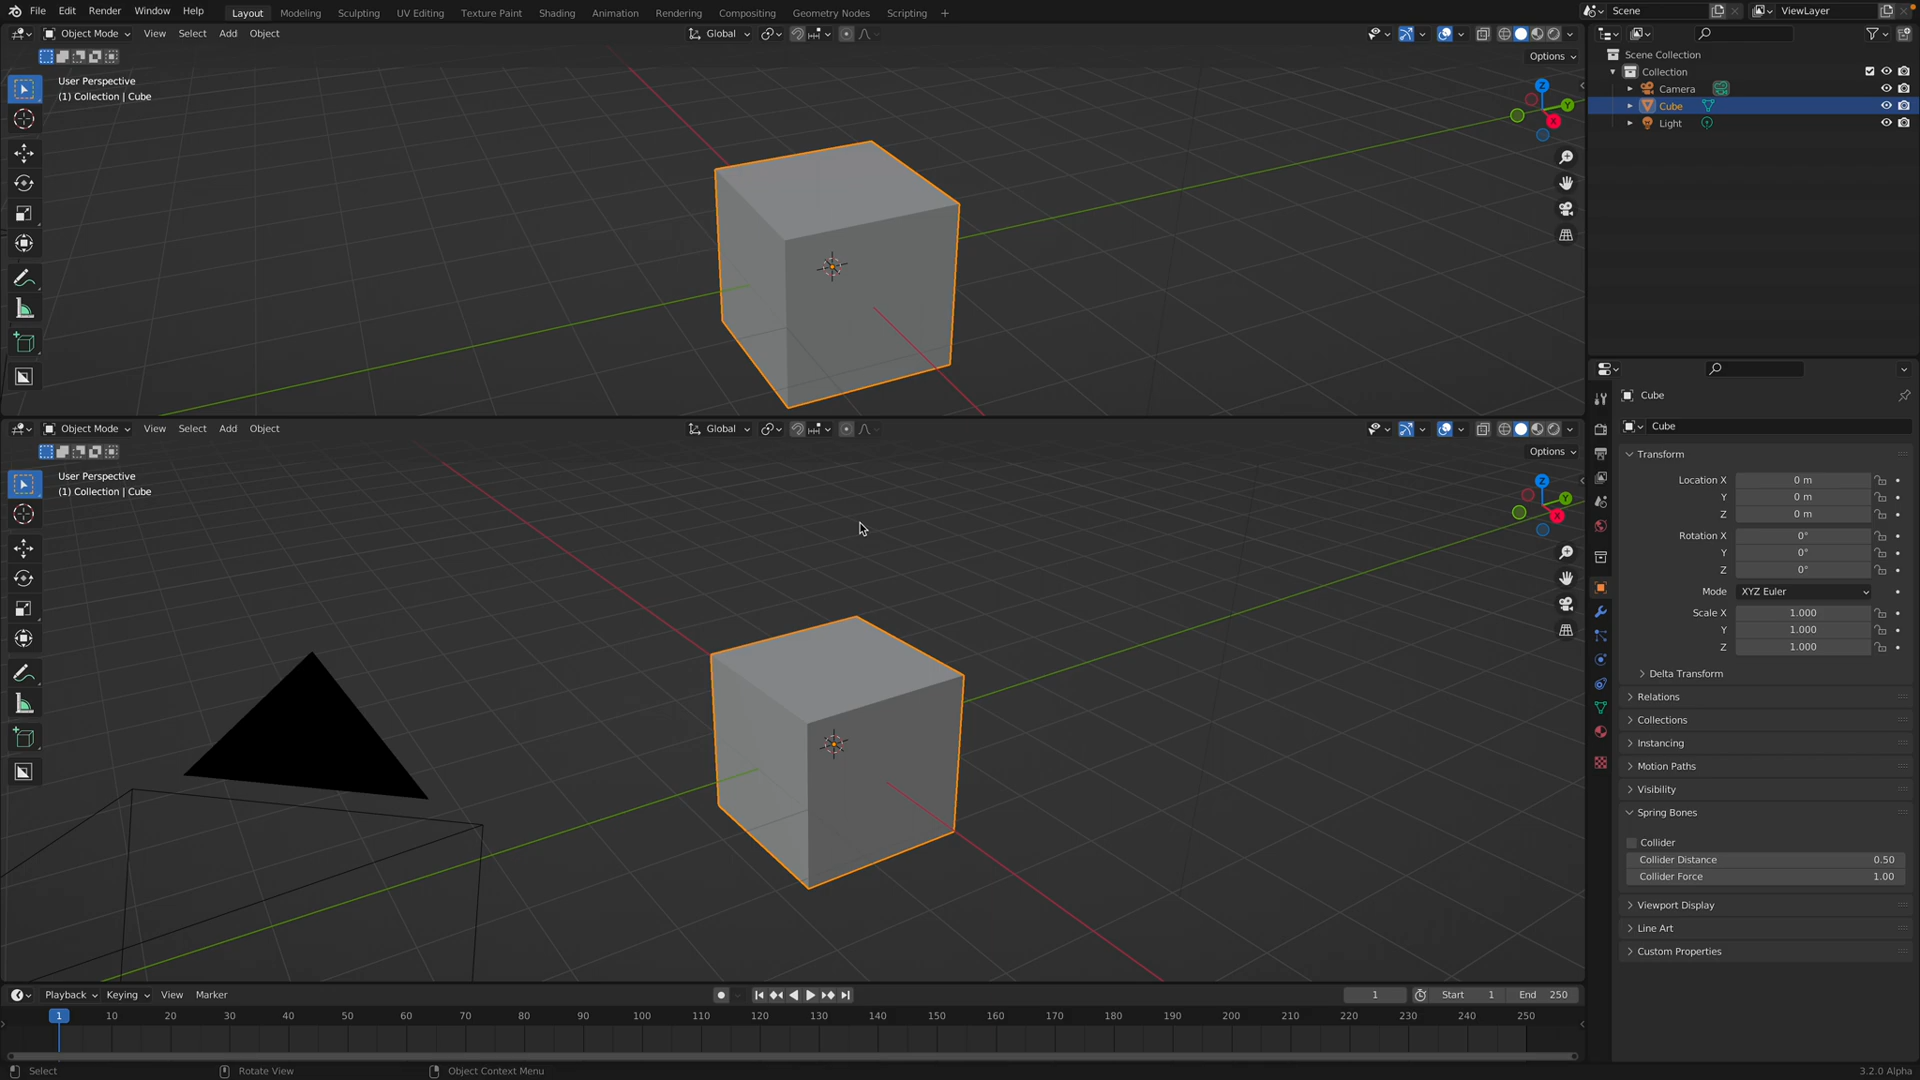 File Edit Render Window Help Layout Modeling Sculpting UV Editing Texture Paint Shading Animation Rendering Compositing Geometry Nodes Scripting + Scene ViewLayer
Object Mode View Select Add Object Global
Options
User Perspective
(1) Collection | Cube
Z
Y
X
Scene Collection
Collection
Camera
Cube
Light
Object Mode View Select Add Object Global
Options
User Perspective
(1) Collection | Cube
Z
Y
X
Cube
Cube
Transform
Location X 0 m
Y 0 m
Z 0 m
Rotation X 0°
Y 0°
Z 0°
Mode XYZ Euler
Scale X 1.000
Y 1.000
Z 1.000
Delta Transform
Relations
Collections
Instancing
Motion Paths
Visibility
Spring Bones
Collider
Collider Distance 0.50
Collider Force 1.00
Viewport Display
Line Art
Custom Properties
Playback Keying View Marker 1 Start 1 End 250
1 10 20 30 40 50 60 70 80 90 100 110 120 130 140 150 160 170 180 190 200 210 220 230 240 250
Select Rotate View Object Context Menu 3.2.0 Alpha